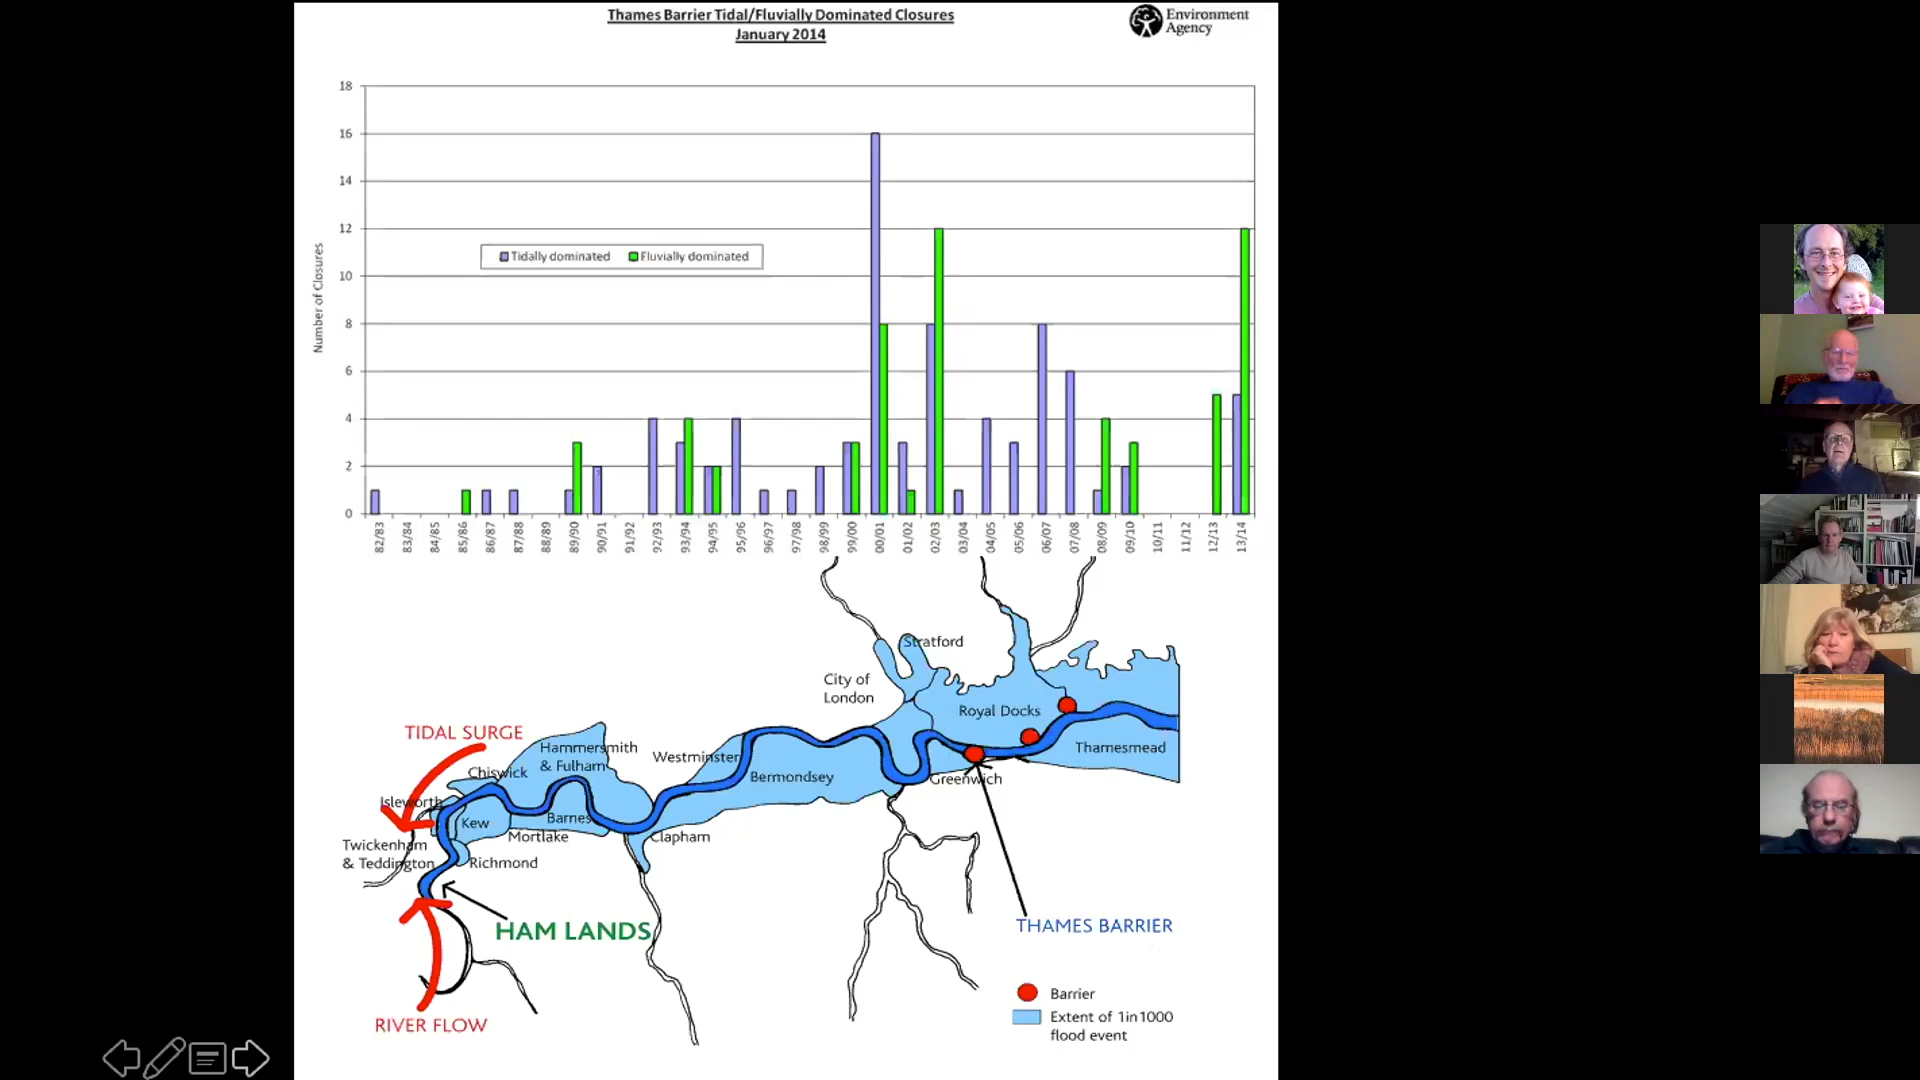 Thames Barrier Tidal/Fluvially Dominated Closures
January 2014
Environment
Agency
18
16
14
12
10
8
6
4
2
0
Number of Closures
Tidally dominated
Fluvially dominated
82/83
83/84
84/85
85/86
86/87
87/88
88/89
89/90
90/91
91/92
92/93
93/94
94/95
95/96
96/97
97/98
98/99
99/00
00/01
01/02
02/03
03/04
04/05
05/06
06/07
07/08
08/09
09/10
10/11
11/12
12/13
13/14
Stratford
City of
London
Royal Docks
TIDAL SURGE
Hammersmith
& Fulham
Westminster
Thamesmead
Chiswick
Bermondsey
Greenwich
Isleworth
Kew
Barnes
Mortlake
Clapham
Twickenham
& Teddington
Richmond
HAM LANDS
THAMES BARRIER
RIVER FLOW
Barrier
Extent of 1in1000
flood event